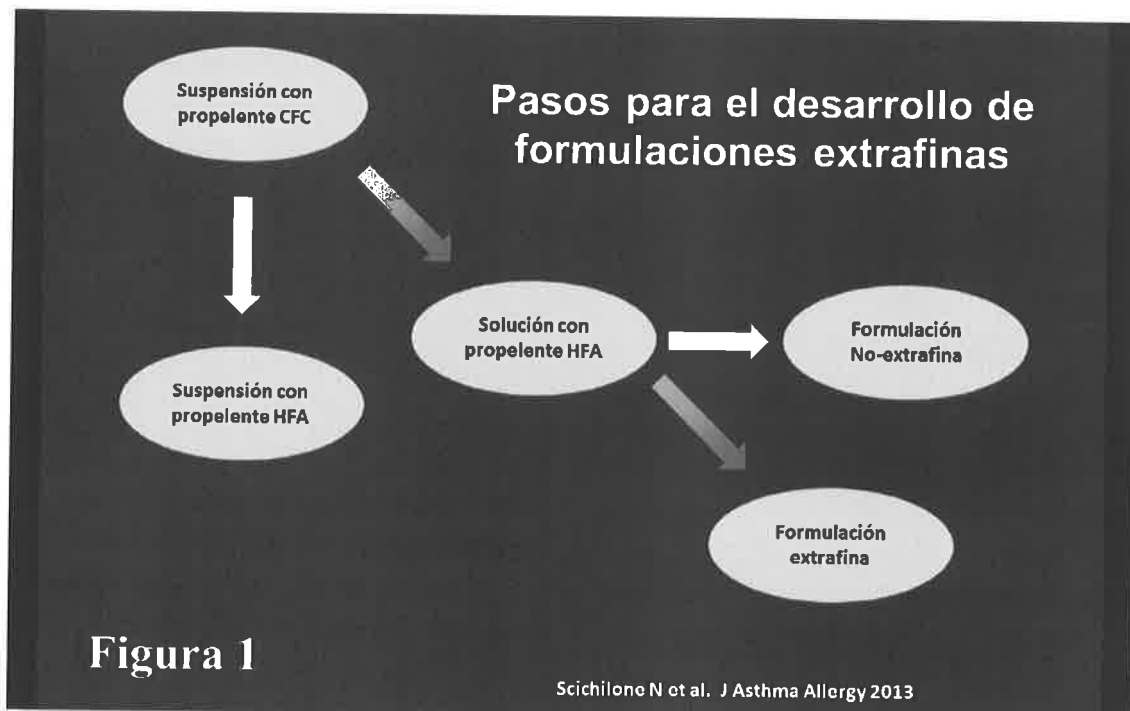 Suspensión con
propelente CFC
Pasos para el desarrollo de
formulaciones extrafinas
Solución con
propelente HFA
Formulación
No-extrafina
Suspensión con
propelente HFA
Formulación
extrafina
Figura 1
Scichilone N et al. J Asthma Allergy 2013